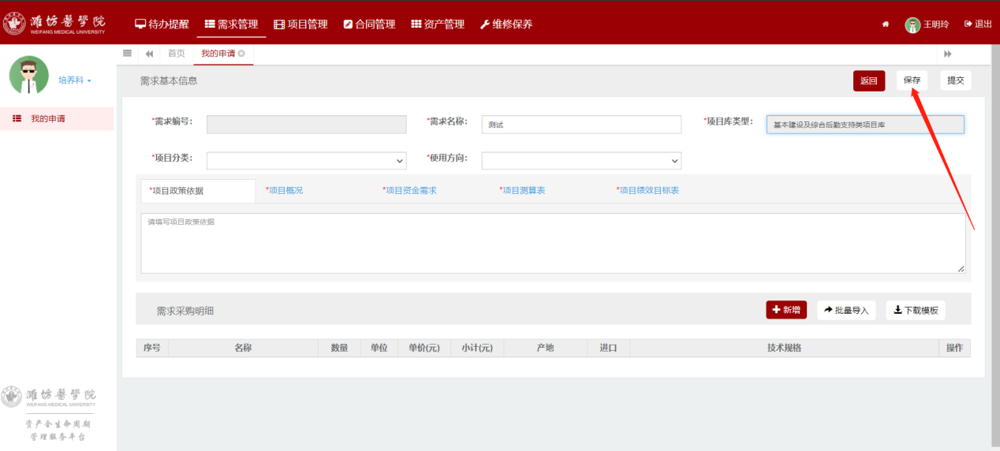 濰坊醫學院
WEIFANG MEDICAL UNIVERSITY
待办提醒 需求管理 项目管理 合同管理 资产管理 维修保养
王明玲 退出
培养科
我的申请
首页 我的申请
需求基本信息 返回 保存 提交
*需求编号: *需求名称: 测试 *项目库类型: 基本建设及综合后勤支持类项目库
*项目分类: *使用方向:
*项目政策依据 *项目概况 *项目资金需求 *项目测算表 *项目绩效目标表
请填写项目政策依据
需求采购明细 新增 批量导入 下载模板
序号 名称 数量 单位 单价(元) 小计(元) 产地 进口 技术规格 操作
濰坊醫學院
WEIFANG MEDICAL UNIVERSITY
资产全生命周期
管理服务平台